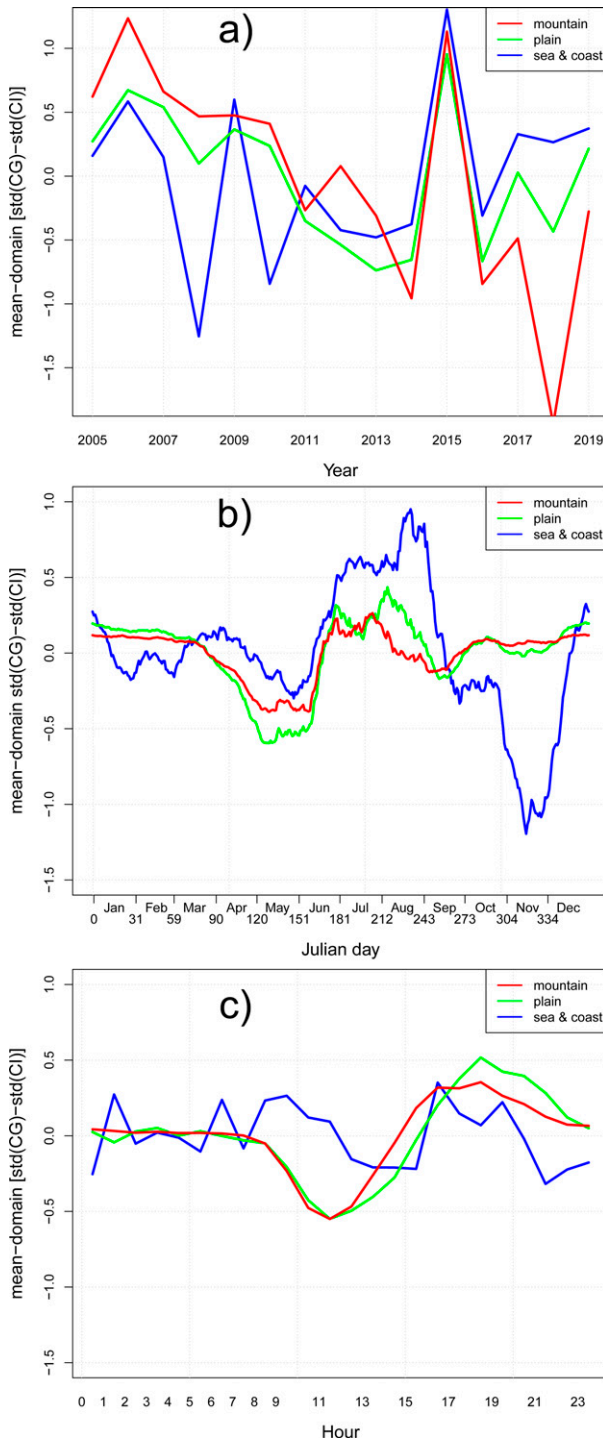 a)
mountain
plain
sea & coast
mean−domain [std(CG)−std(CI)]
1.0
0.5
0.0
−0.5
−1.0
−1.5
2005 2007 2009 2011 2013 2015 2017 2019
Year
b)
mountain
plain
sea & coast
mean−domain std(CG)−std(CI)]
1.0
0.5
0.0
−0.5
−1.0
−1.5
Jan Feb Mar Apr May Jun Jul Aug Sep Oct Nov Dec
0 31 59 90 120 151 181 212 243 273 304 334
Julian day
c)
mountain
plain
sea & coast
mean−domain [std(CG)−std(CI)]
1.0
0.5
0.0
−0.5
−1.0
−1.5
0 1 2 3 4 5 6 7 8 9 11 13 15 17 19 21 23
Hour